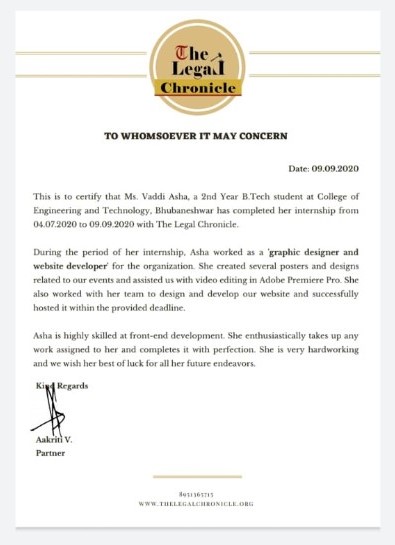 The
Legal
Chronicle
TO WHOMSOEVER IT MAY CONCERN
Date: 09.09.2020
This is to certify that Ms. Vaddi Asha, a 2nd Year B.Tech student at College of
Engineering and Technology, Bhubaneshwar has completed her internship from
04.07.2020 to 09.09.2020 with The Legal Chronicle.
During the period of her internship, Asha worked as a 'graphic designer and
website developer' for the organization. She created several posters and designs
related to our events and assisted us with video editing in Adobe Premiere Pro. She
also worked with her team to design and develop our website and successfully
hosted it within the provided deadline.
Asha is highly skilled at front-end development. She enthusiastically takes up any
work assigned to her and completes it with perfection. She is very hardworking
and we wish her best of luck for all her future endeavors.
Kind Regards
Aakriti V.
Partner
WWW.THELEGALCHRONICLE.ORG